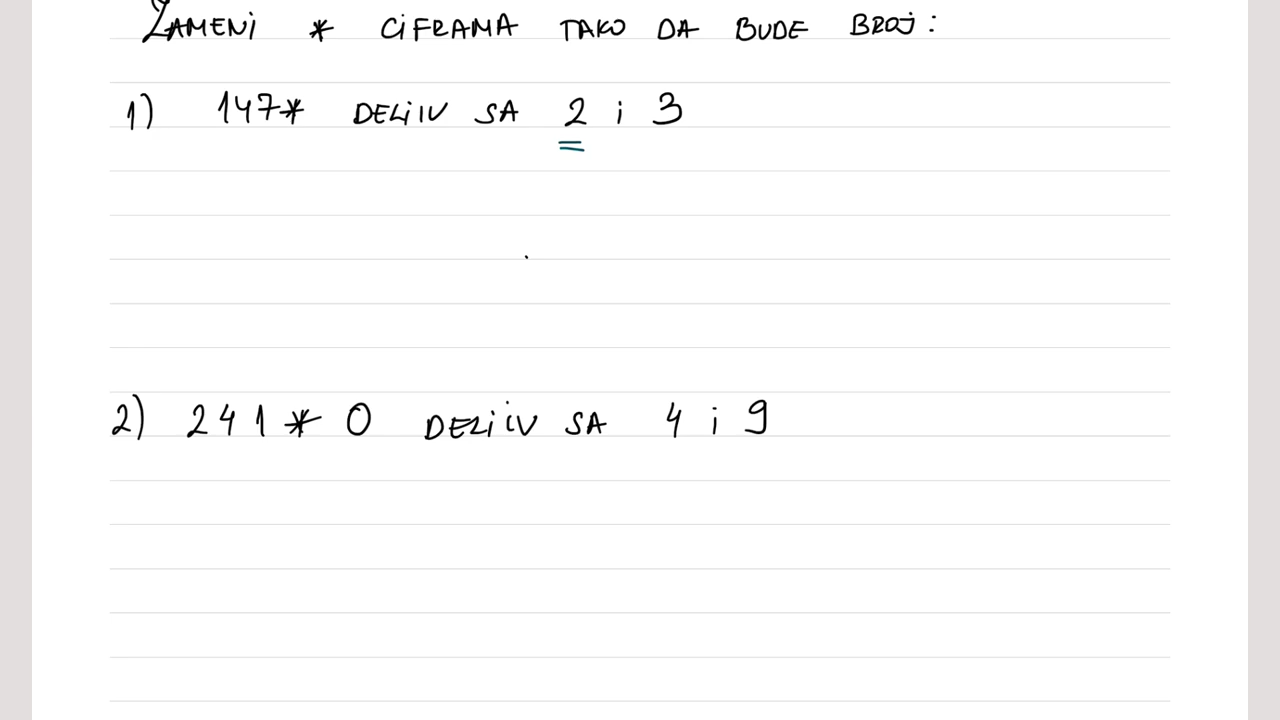 ZAMENI * CIFRAMA TAKO DA BUDE BROJ:
1) 147* DELJIV SA 2 i 3
2) 241*0 DELJIV SA 4 i 9